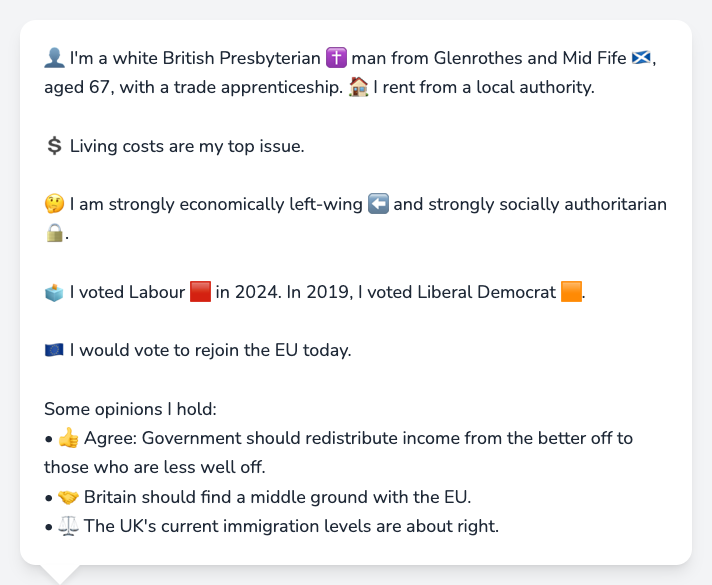 👤 I'm a white British Presbyterian ✝️ man from Glenrothes and Mid Fife 🏴󠁧󠁢󠁳󠁣󠁴󠁿,
aged 67, with a trade apprenticeship. 🏠 I rent from a local authority.
💲 Living costs are my top issue.
🤔 I am strongly economically left-wing ⬅️ and strongly socially authoritarian
🔒.
🗳️ I voted Labour 🟥 in 2024. In 2019, I voted Liberal Democrat 🟧.
🇪🇺 I would vote to rejoin the EU today.
Some opinions I hold:
• 👍 Agree: Government should redistribute income from the better off to
those who are less well off.
• 🤝 Britain should find a middle ground with the EU.
• ⚖️ The UK's current immigration levels are about right.